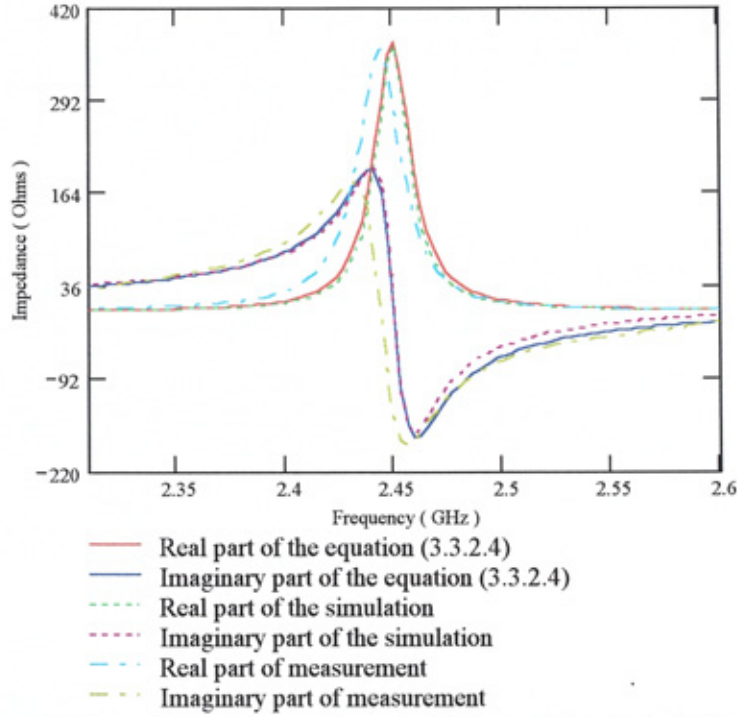 420
292
164
36
−92
−220
Impedance ( Ohms )
2.35
2.4
2.45
2.5
2.55
2.6
Frequency ( GHz )
Real part of the equation (3.3.2.4)
Imaginary part of the equation (3.3.2.4)
Real part of the simulation
Imaginary part of the simulation
Real part of measurement
Imaginary part of measurement